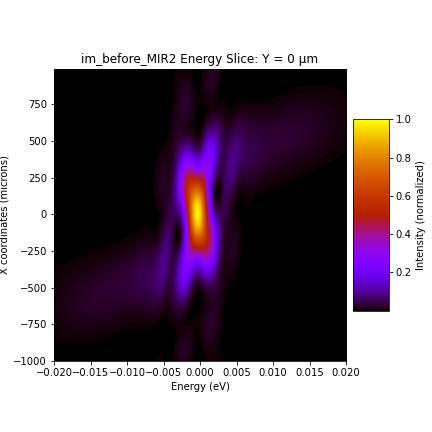 im_before_MIR2 Energy Slice: Y = 0 μm
X coordinates (microns)
750
500
250
0
−250
−500
−750
−1000
−0.020 −0.015 −0.010 −0.005 0.000 0.005 0.010 0.015 0.020
Energy (eV)
1.0
0.8
0.6
0.4
0.2
Intensity (normalized)